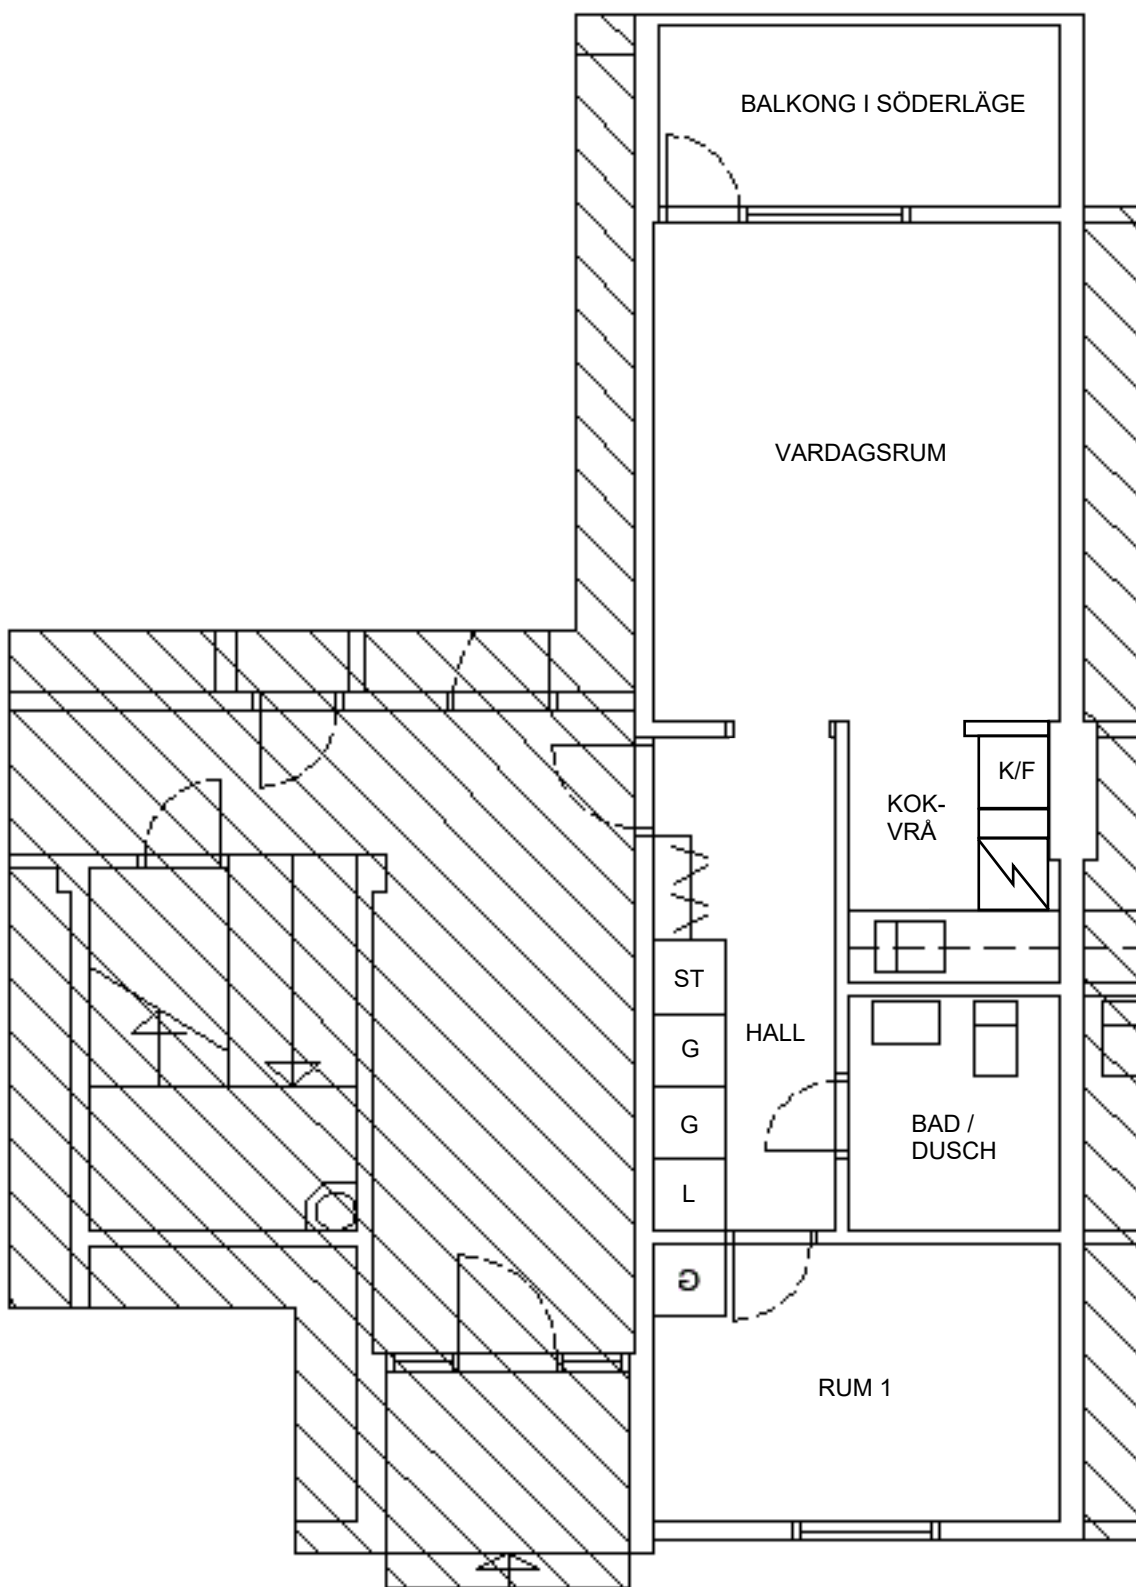 BALKONG I SÖDERLÄGE
VARDAGSRUM
K/F
KOK-
VRÅ
ST
G
HALL
G
BAD /
DUSCH
L
G
RUM 1